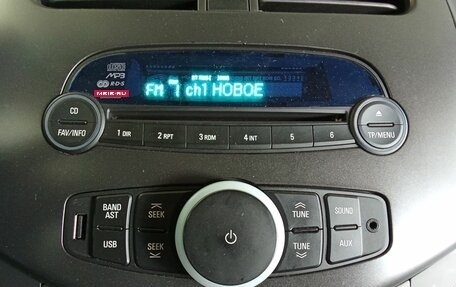 MP3
R·D·S
FM 1 ch1 НОВОЕ
CD
FAV/INFO
1 DIR
2 RPT
3 RDM
4 INT
5
6
TP/MENU
BAND
AST
SEEK
TUNE
SOUND
USB
SEEK
TUNE
AUX